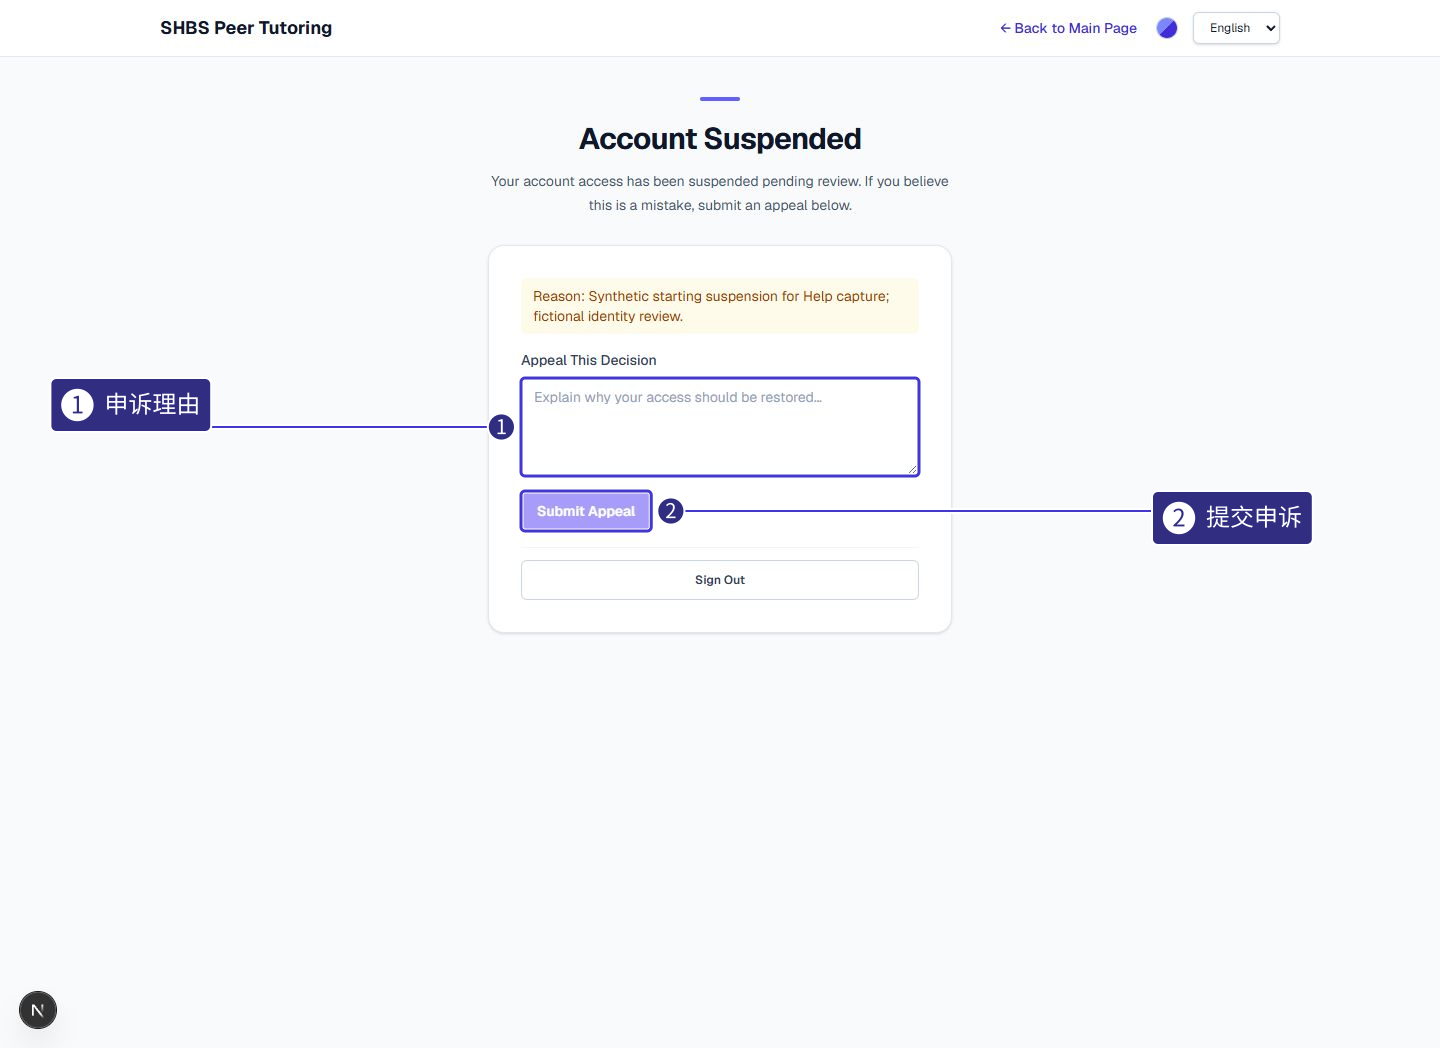 SHBS Peer Tutoring
← Back to Main Page
English
Account Suspended
Your account access has been suspended pending review. If you believe
this is a mistake, submit an appeal below.
Reason: Synthetic starting suspension for Help capture;
fictional identity review.
Appeal This Decision
1 申诉理由
1
Explain why your access should be restored...
Submit Appeal
2
2 提交申诉
Sign Out
N